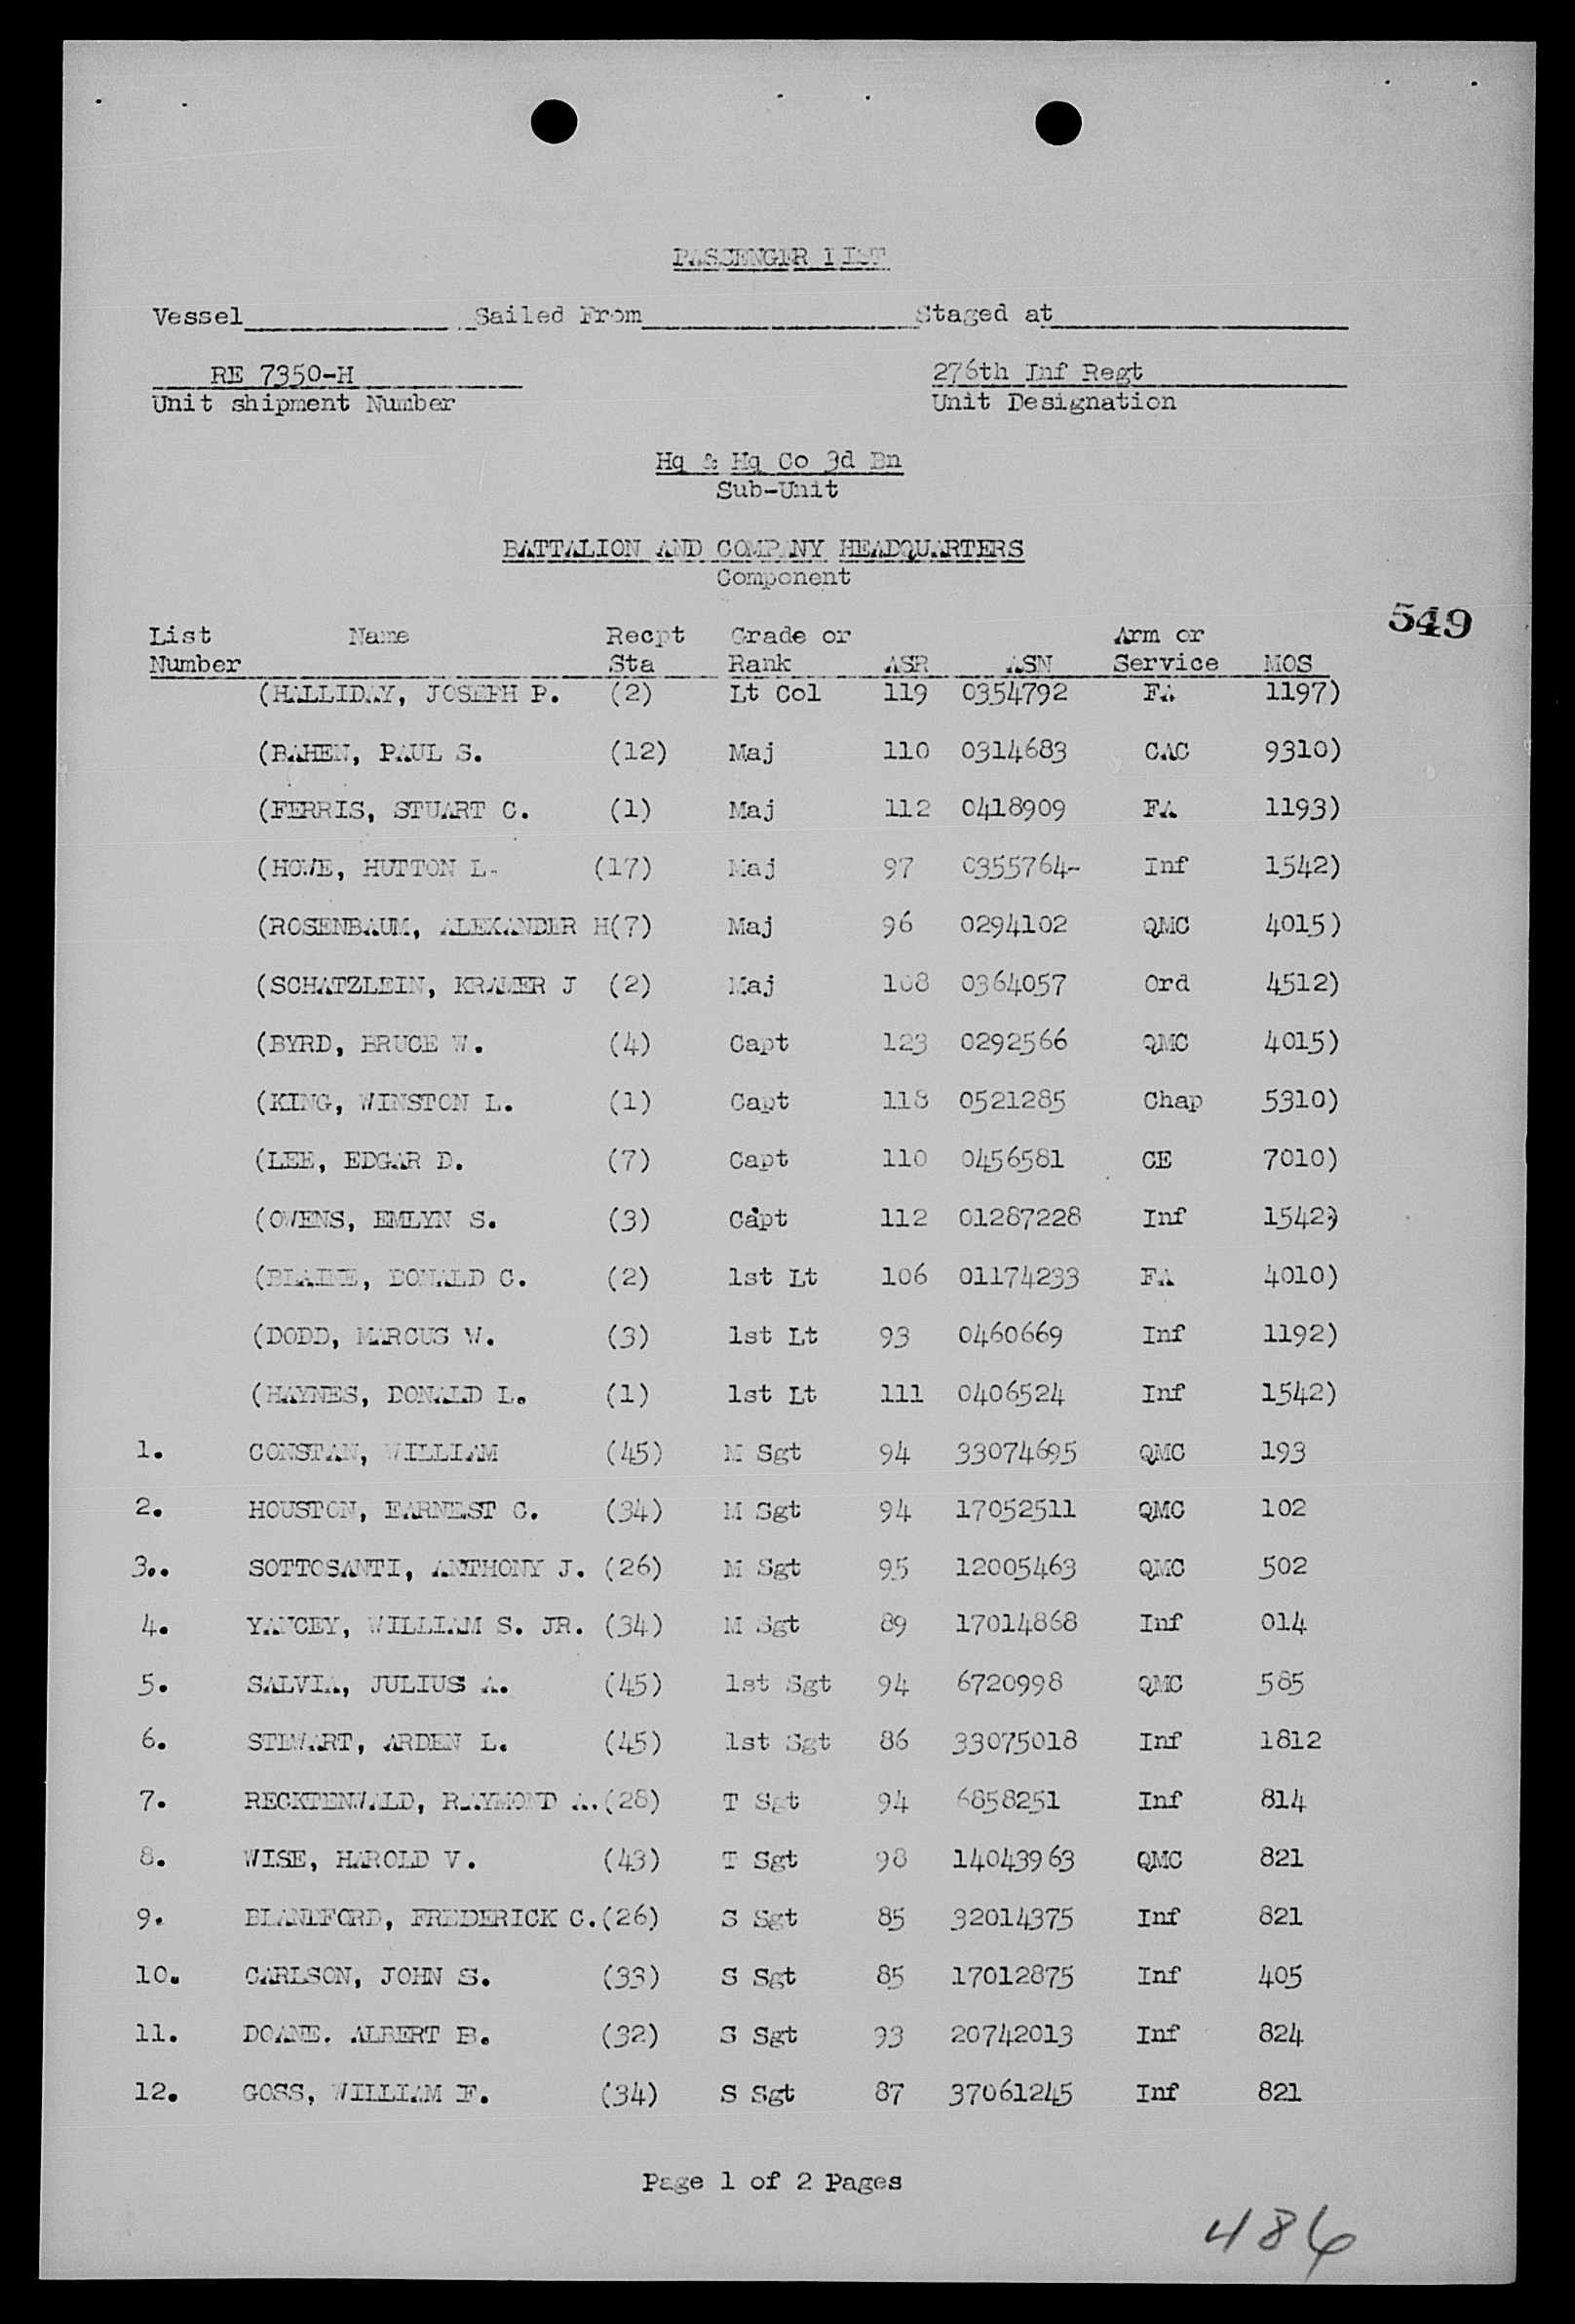 PASSENGER LIST
Vessel Sailed From Staged at
RE 7350-H 276th Inf Regt
Unit shipment Number Unit Designation
Hq & Hq Co 3d Bn
Sub-Unit
BATTALION AND COMPANY HEADQUARTERS
Component
549
List Name Recpt Grade or Arm or
Number Sta Rank ASR ASN Service MOS
(HALLIDAY, JOSEPH P. (2) Lt Col 119 0354792 FA 1197)
(BAHEN, PAUL S. (12) Maj 110 0314683 CAC 9310)
(FERRIS, STUART C. (1) Maj 112 0418909 FA 1193)
(HOWE, HUTTON L. (17) Maj 97 0355764- Inf 1542)
(ROSENBAUM, ALEXANDER H(7) Maj 96 0294102 QMC 4015)
(SCHATZLEIN, KRAMER J (2) Maj 108 0364057 Ord 4512)
(BYRD, BRUCE W. (4) Capt 123 0292566 QMC 4015)
(KING, WINSTON L. (1) Capt 118 0521285 Chap 5310)
(LEE, EDGAR D. (7) Capt 110 0456581 CE 7010)
(OWENS, EMLYN S. (3) Capt 112 01287228 Inf 1542)
(BLAINE, DONALD C. (2) 1st Lt 106 01174233 FA 4010)
(DODD, MARCUS W. (3) 1st Lt 93 0460669 Inf 1192)
(HAYNES, DONALD L. (1) 1st Lt 111 0406524 Inf 1542)
1. CONSTAN, WILLIAM (45) M Sgt 94 33074695 QMC 193
2. HOUSTON, EARNEST C. (34) M Sgt 94 17052511 QMC 102
3.. SOTTOSANTI, ANTHONY J. (26) M Sgt 95 12005463 QMC 502
4. YANCEY, WILLIAM S. JR. (34) M Sgt 89 17014868 Inf 014
5. SALVIA, JULIUS A. (45) 1st Sgt 94 6720998 QMC 585
6. STEWART, ARDEN L. (45) 1st Sgt 86 33075018 Inf 1812
7. RECKTENWALD, RAYMOND A.(28) T Sgt 94 6858251 Inf 814
8. WISE, HAROLD V. (43) T Sgt 98 14043963 QMC 821
9. BLANDFORD, FREDERICK C.(26) S Sgt 85 32014375 Inf 821
10. CARLSON, JOHN S. (33) S Sgt 85 17012875 Inf 405
11. DOANE. ALBERT B. (32) S Sgt 93 20742013 Inf 824
12. GOSS, WILLIAM F. (34) S Sgt 87 37061245 Inf 821
Page 1 of 2 Pages
486